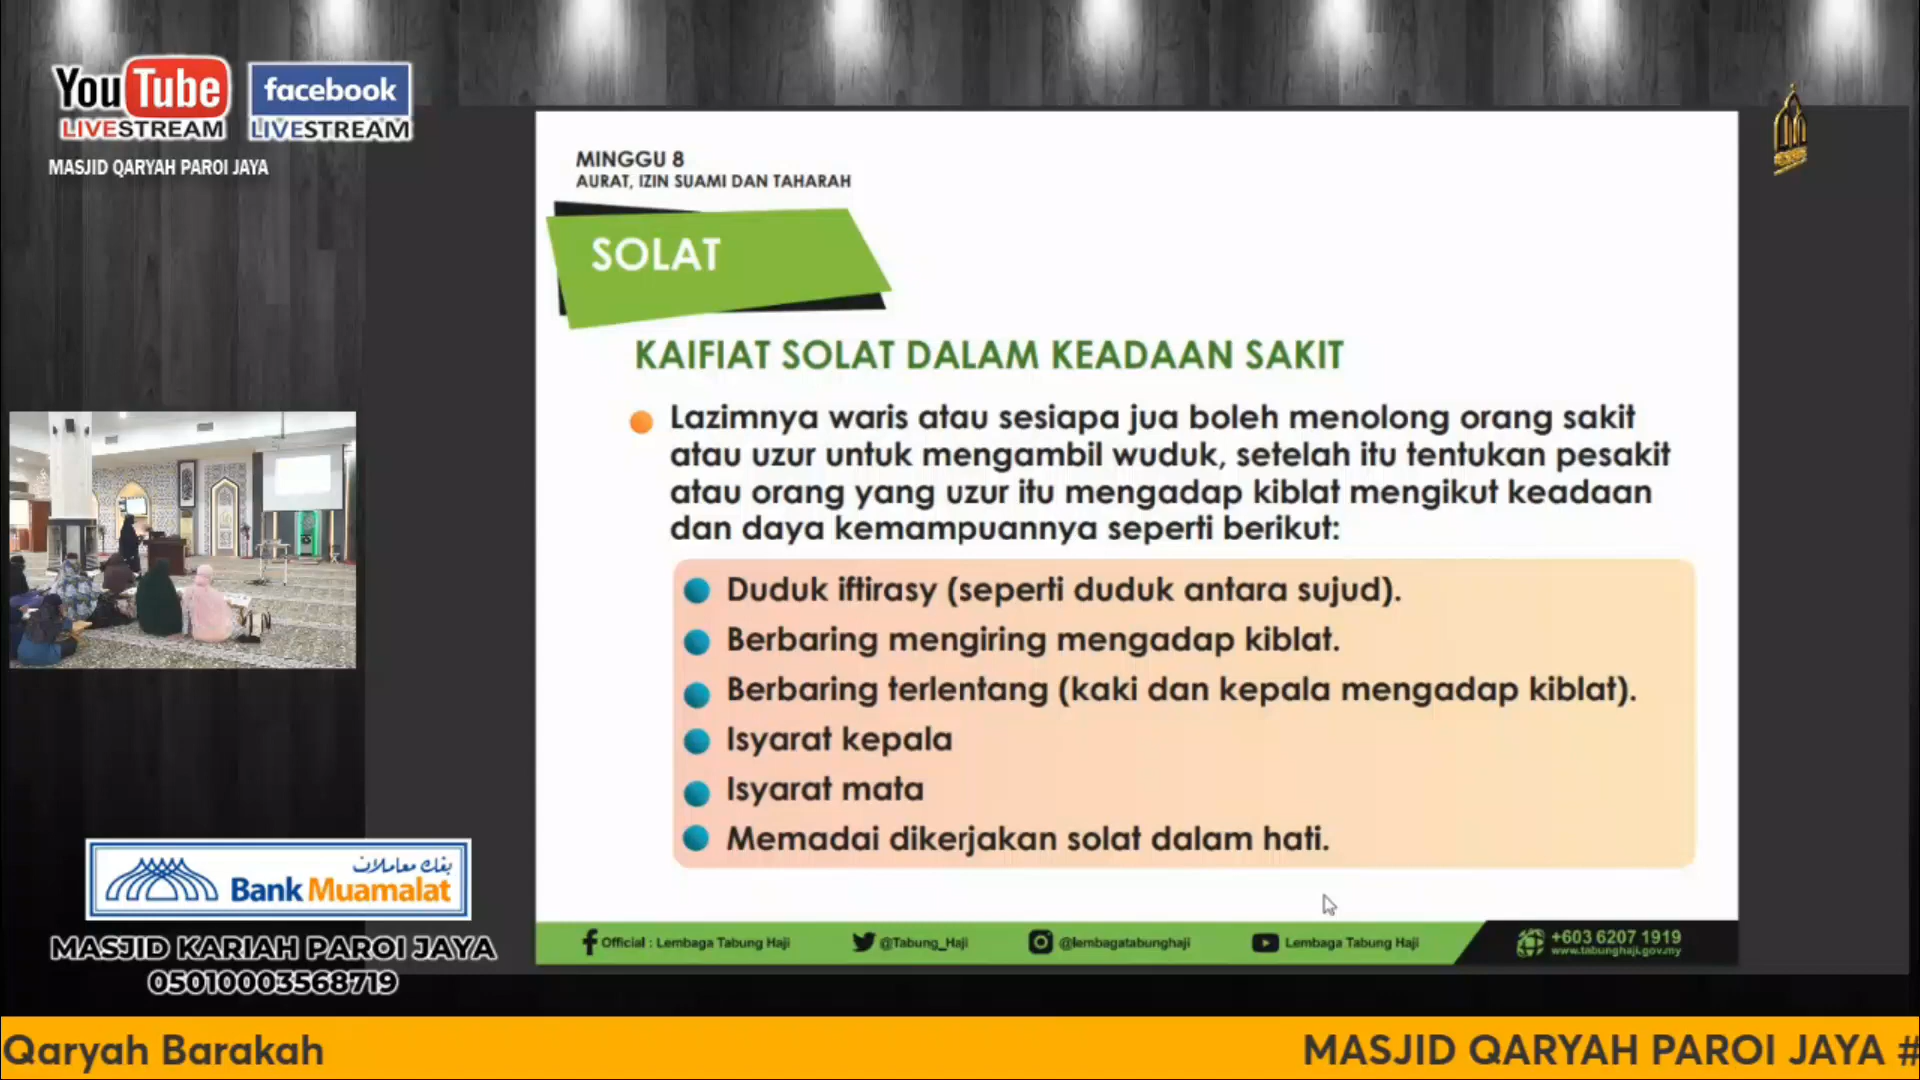 YouTube
LIVESTREAM
facebook
LIVESTREAM
MASJID QARYAH PAROI JAYA
MINGGU 8
AURAT, IZIN SUAMI DAN TAHARAH
SOLAT
KAIFIAT SOLAT DALAM KEADAAN SAKIT
Lazimnya waris atau sesiapa jua boleh menolong orang sakit
atau uzur untuk mengambil wuduk, setelah itu tentukan pesakit
atau orang yang uzur itu mengadap kiblat mengikut keadaan
dan daya kemampuannya seperti berikut:
Duduk iftirasy (seperti duduk antara sujud).
Berbaring mengiring mengadap kiblat.
Berbaring terlentang (kaki dan kepala mengadap kiblat).
Isyarat kepala
Isyarat mata
Memadai dikerjakan solat dalam hati.
Official : Lembaga Tabung Haji
@Tabung_Haji
@lembagatabunghaji
Lembaga Tabung Haji
+603 6207 1919
www.tabunghaji.gov.my
بنك معاملات
Bank Muamalat
MASJID KARIAH PAROI JAYA
05010003568719
Qaryah Barakah
MASJID QARYAH PAROI JAYA #